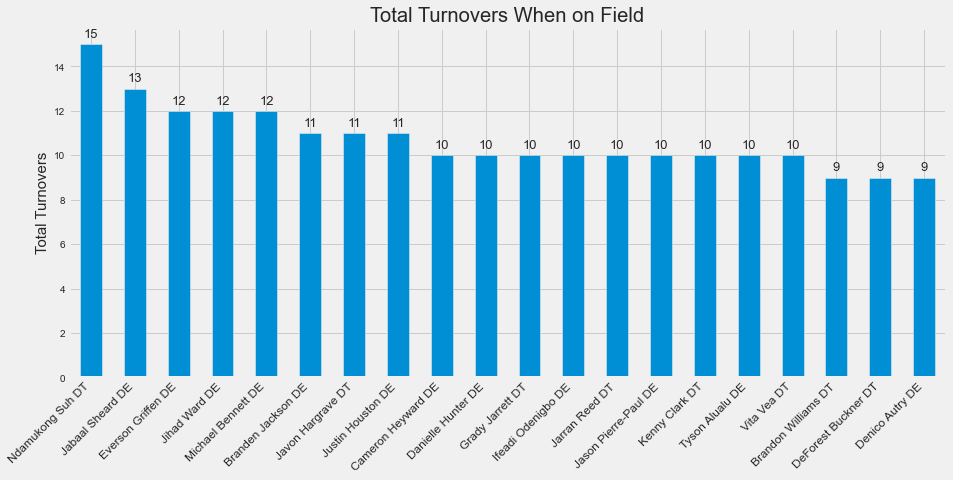 Total Turnovers When on Field
Total Turnovers
14
12
10
8
6
4
2
0
15
13
12
12
12
11
11
11
10
10
10
10
10
10
10
10
10
9
9
9
Ndamukong Suh DT
Jabaal Sheard DE
Everson Griffen DE
Jihad Ward DE
Michael Bennett DE
Branden Jackson DE
Javon Hargrave DT
Justin Houston DE
Cameron Heyward DE
Danielle Hunter DE
Grady Jarrett DT
Ifeadi Odenigbo DE
Jarran Reed DT
Jason Pierre-Paul DE
Kenny Clark DT
Tyson Alualu DE
Vita Vea DT
Brandon Williams DT
DeForest Buckner DT
Denico Autry DE